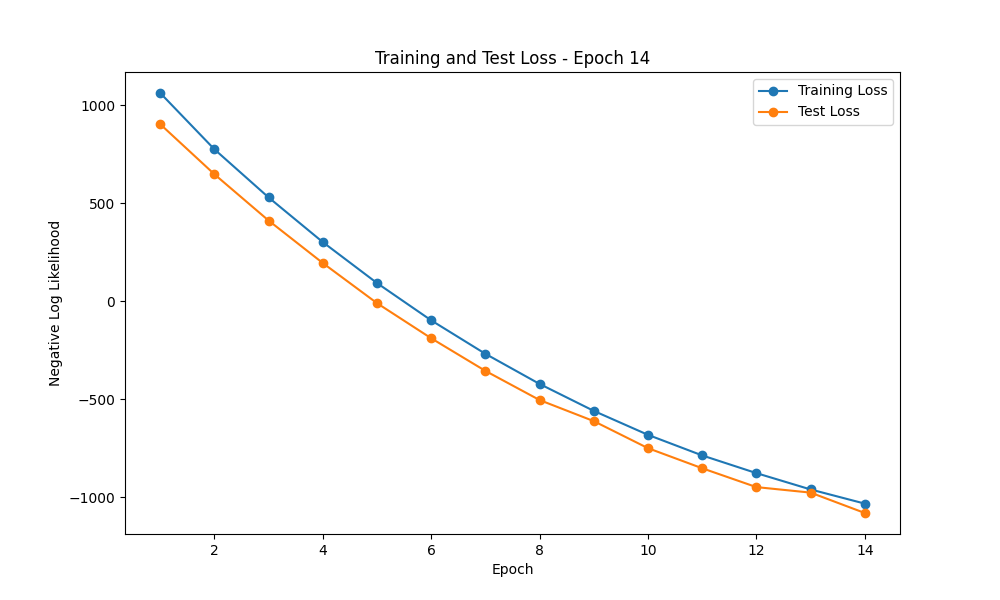 Training and Test Loss - Epoch 14
Training Loss
Test Loss
1000
500
0
−500
−1000
Negative Log Likelihood
2 4 6 8 10 12 14
Epoch